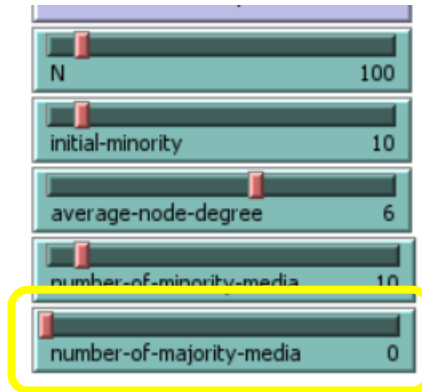 N 100
initial-minority 10
average-node-degree 6
number-of-minority-media 10
number-of-majority-media 0